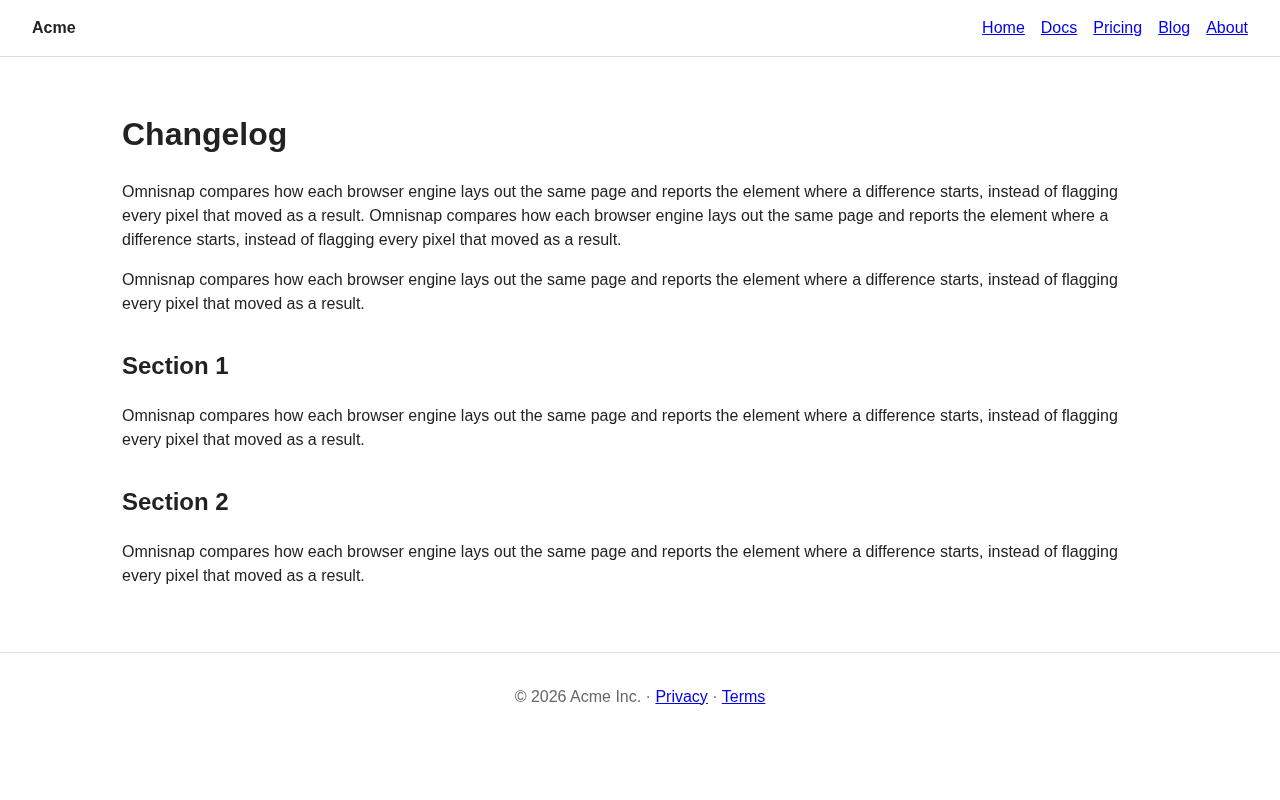 Acme
Home Docs Pricing Blog About
Changelog
Omnisnap compares how each browser engine lays out the same page and reports the element where a difference starts, instead of flagging
every pixel that moved as a result. Omnisnap compares how each browser engine lays out the same page and reports the element where a
difference starts, instead of flagging every pixel that moved as a result.
Omnisnap compares how each browser engine lays out the same page and reports the element where a difference starts, instead of flagging
every pixel that moved as a result.
Section 1
Omnisnap compares how each browser engine lays out the same page and reports the element where a difference starts, instead of flagging
every pixel that moved as a result.
Section 2
Omnisnap compares how each browser engine lays out the same page and reports the element where a difference starts, instead of flagging
every pixel that moved as a result.
© 2026 Acme Inc. · Privacy · Terms